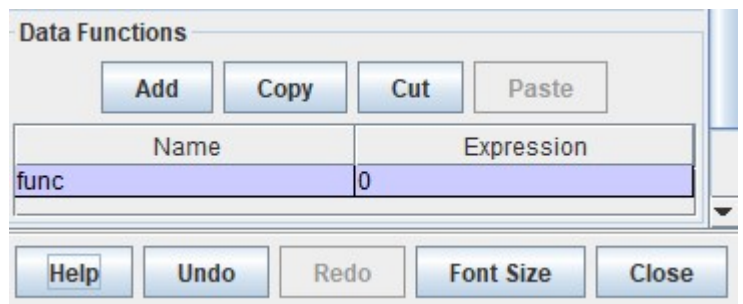 Data Functions
Add Copy Cut Paste
Name Expression
func 0
Help Undo Redo Font Size Close